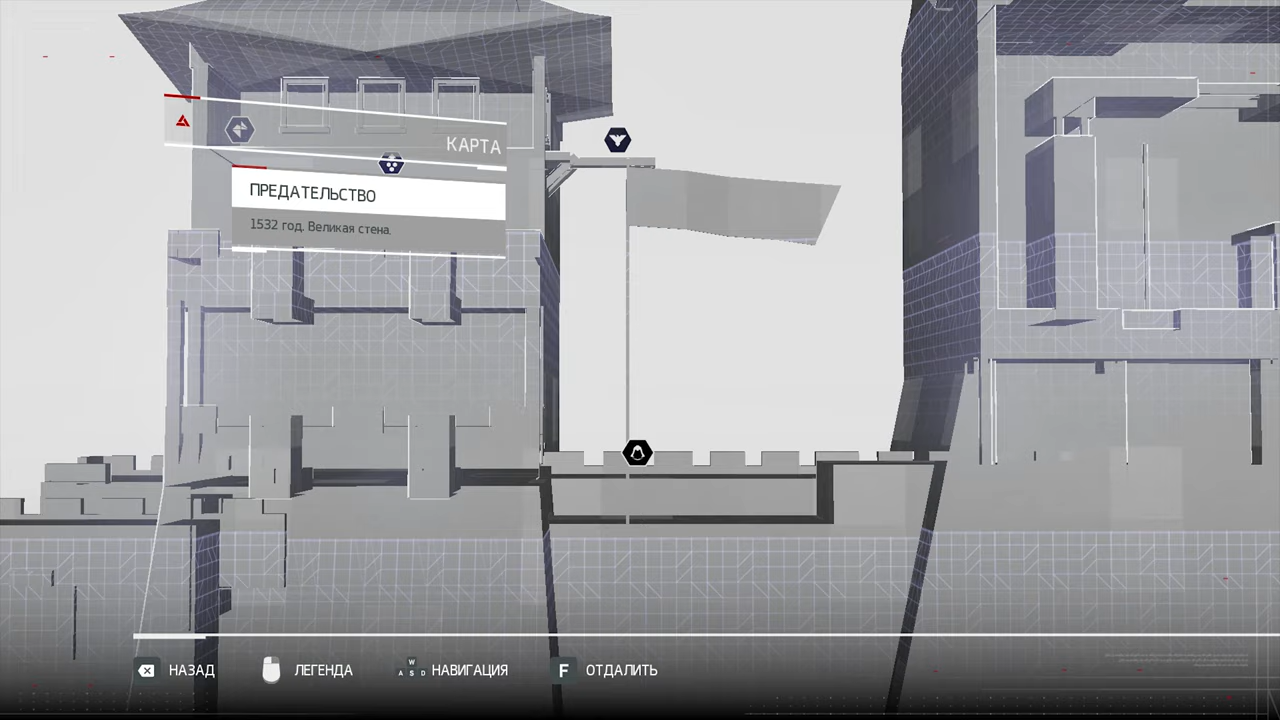 КАРТА
ПРЕДАТЕЛЬСТВО
1532 год. Великая стена.
НАЗАД
ЛЕГЕНДА
W
A S D
НАВИГАЦИЯ
F
ОТДАЛИТЬ